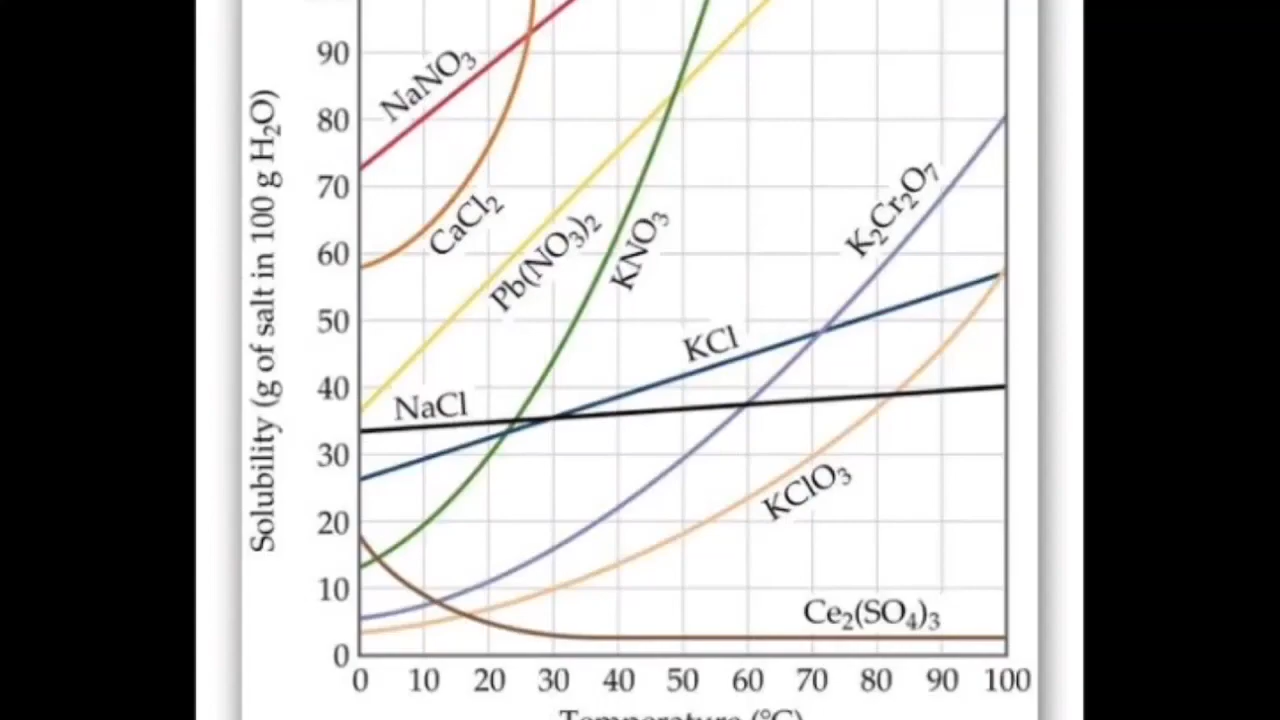 90
80
70
60
50
40
30
20
10
0
Solubility (g of salt in 100 g H₂O)
NaNO₃
CaCl₂
Pb(NO₃)₂
KNO₃
K₂Cr₂O₇
KCl
NaCl
KClO₃
Ce₂(SO₄)₃
0 10 20 30 40 50 60 70 80 90 100
Temperature (°C)